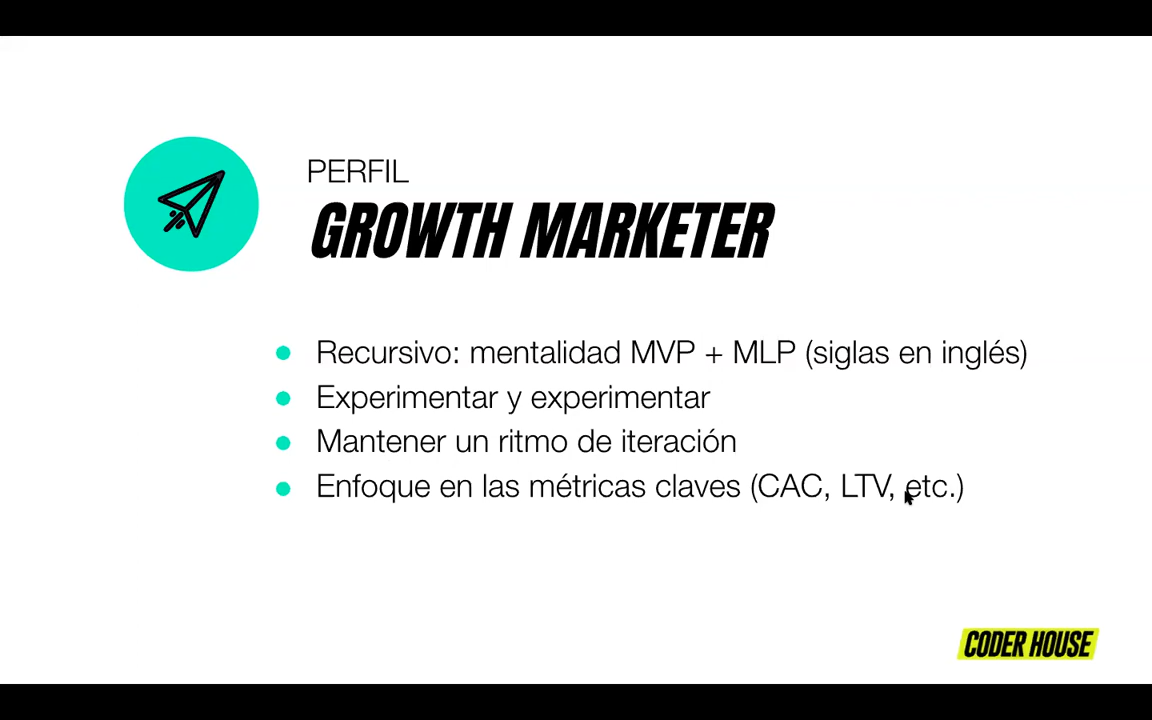 PERFIL
GROWTH MARKETER
Recursivo: mentalidad MVP + MLP (siglas en inglés)
Experimentar y experimentar
Mantener un ritmo de iteración
Enfoque en las métricas claves (CAC, LTV, etc.)
CODER HOUSE